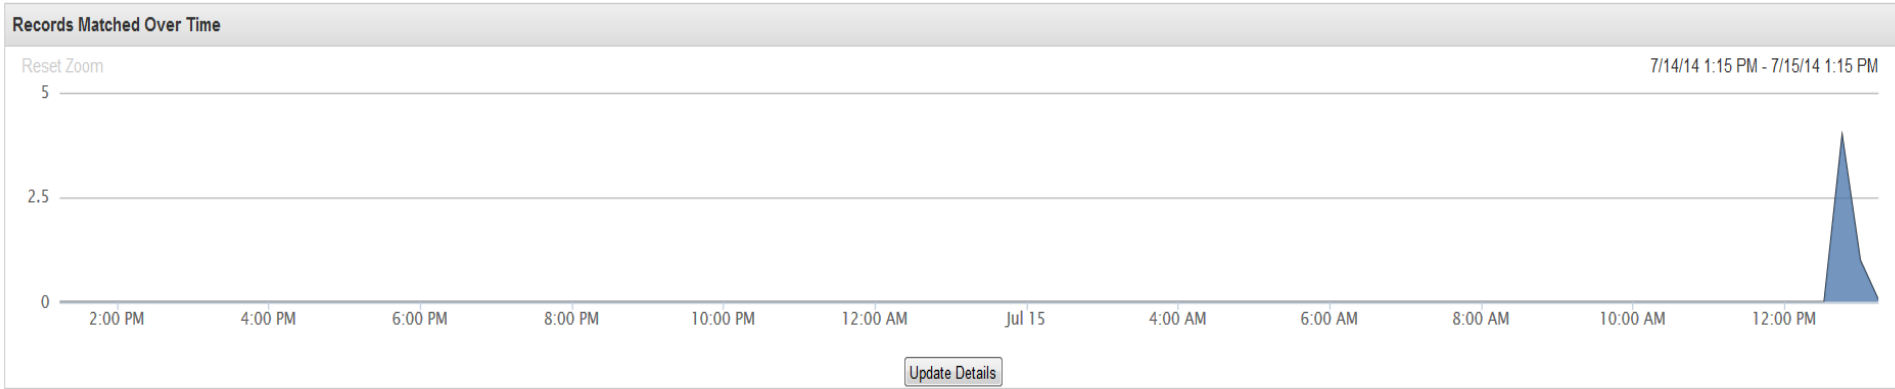 Records Matched Over Time
Reset Zoom 7/14/14 1:15 PM - 7/15/14 1:15 PM
5
2.5
0
2:00 PM 4:00 PM 6:00 PM 8:00 PM 10:00 PM 12:00 AM Jul 15 4:00 AM 6:00 AM 8:00 AM 10:00 AM 12:00 PM
Update Details